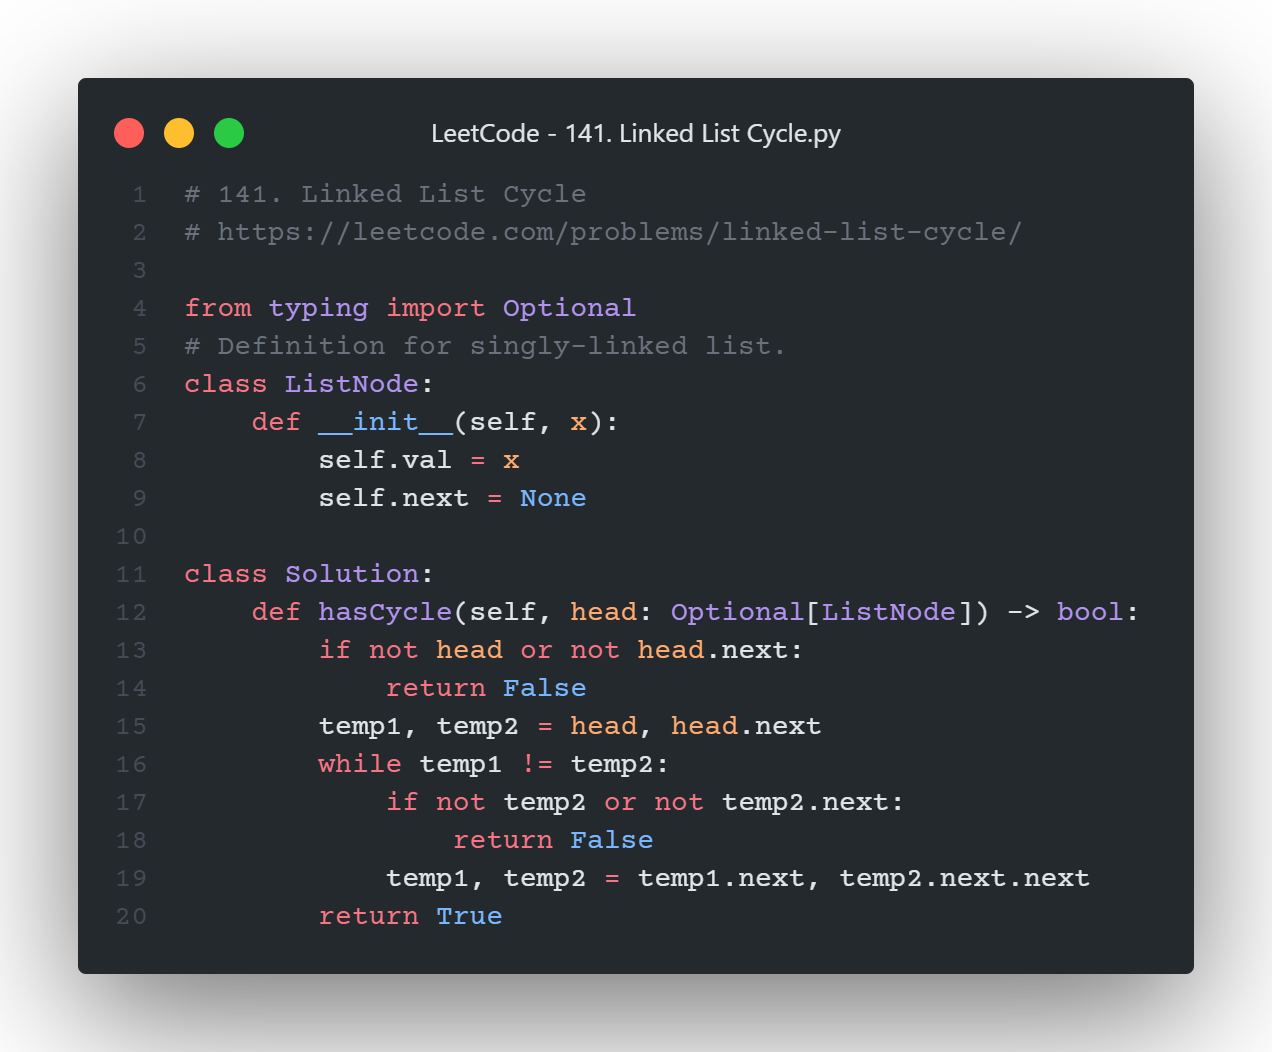 LeetCode - 141. Linked List Cycle.py
1 # 141. Linked List Cycle
2 # https://leetcode.com/problems/linked-list-cycle/
3
4 from typing import Optional
5 # Definition for singly-linked list.
6 class ListNode:
7     def __init__(self, x):
8         self.val = x
9         self.next = None
10
11 class Solution:
12     def hasCycle(self, head: Optional[ListNode]) -> bool:
13         if not head or not head.next:
14             return False
15         temp1, temp2 = head, head.next
16         while temp1 != temp2:
17             if not temp2 or not temp2.next:
18                 return False
19             temp1, temp2 = temp1.next, temp2.next.next
20         return True